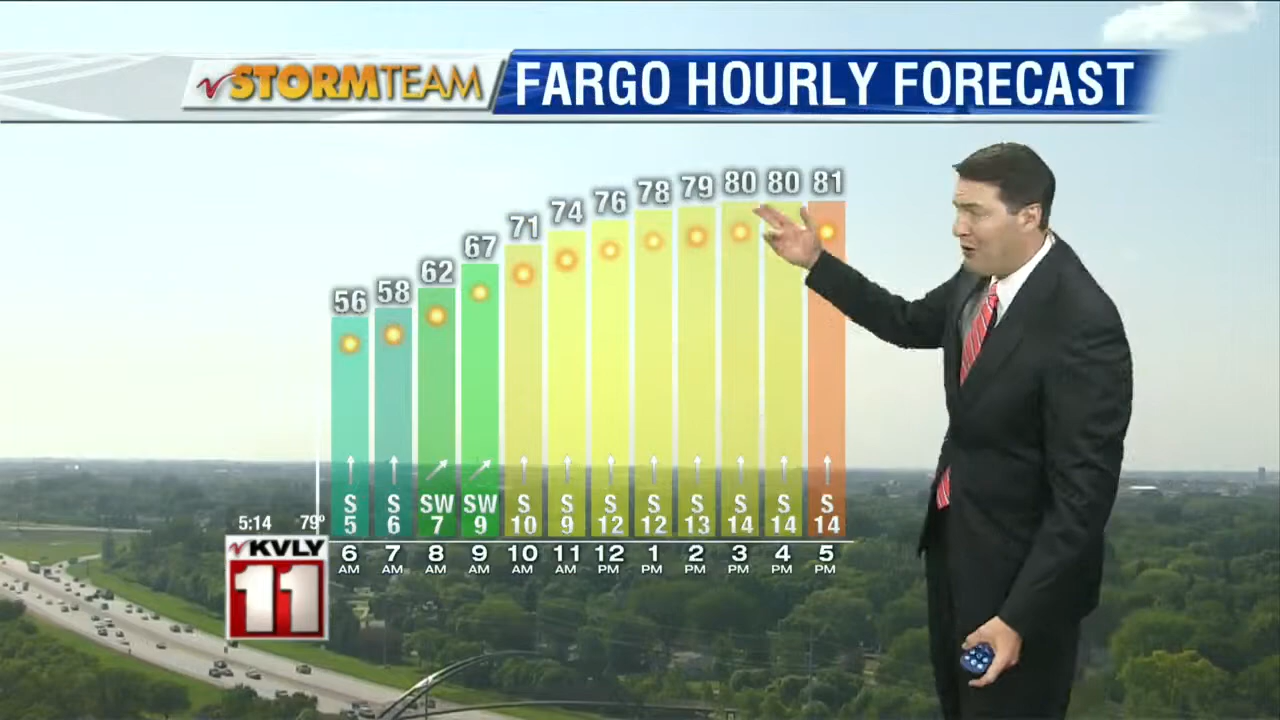 STORMTEAM FARGO HOURLY FORECAST
56 58 62 67 71 74 76 78 79 80 80 81
S S SW SW S S S S S S S S
5 6 7 9 10 9 12 12 13 14 14 14
5:14 79°
6 7 8 9 10 11 12 1 2 3 4 5
AM AM AM AM AM AM PM PM PM PM PM PM
KVLY
11